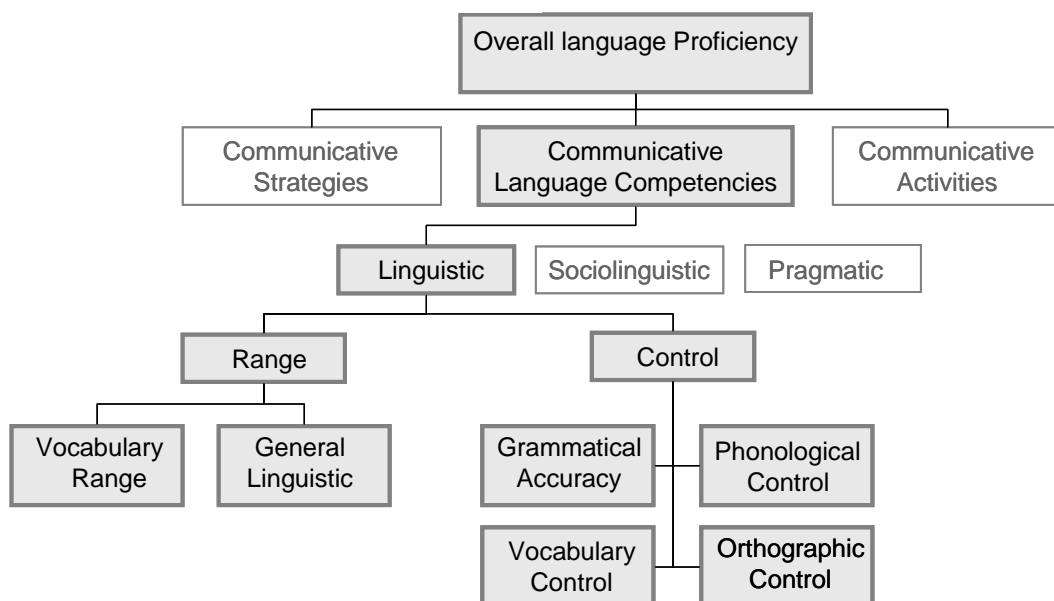 Overall language Proficiency
Communicative
Strategies
Communicative
Language Competencies
Communicative
Activities
Linguistic
Sociolinguistic
Pragmatic
Range
Control
Vocabulary
Range
General
Linguistic
Grammatical
Accuracy
Phonological
Control
Vocabulary
Control
Orthographic
Control